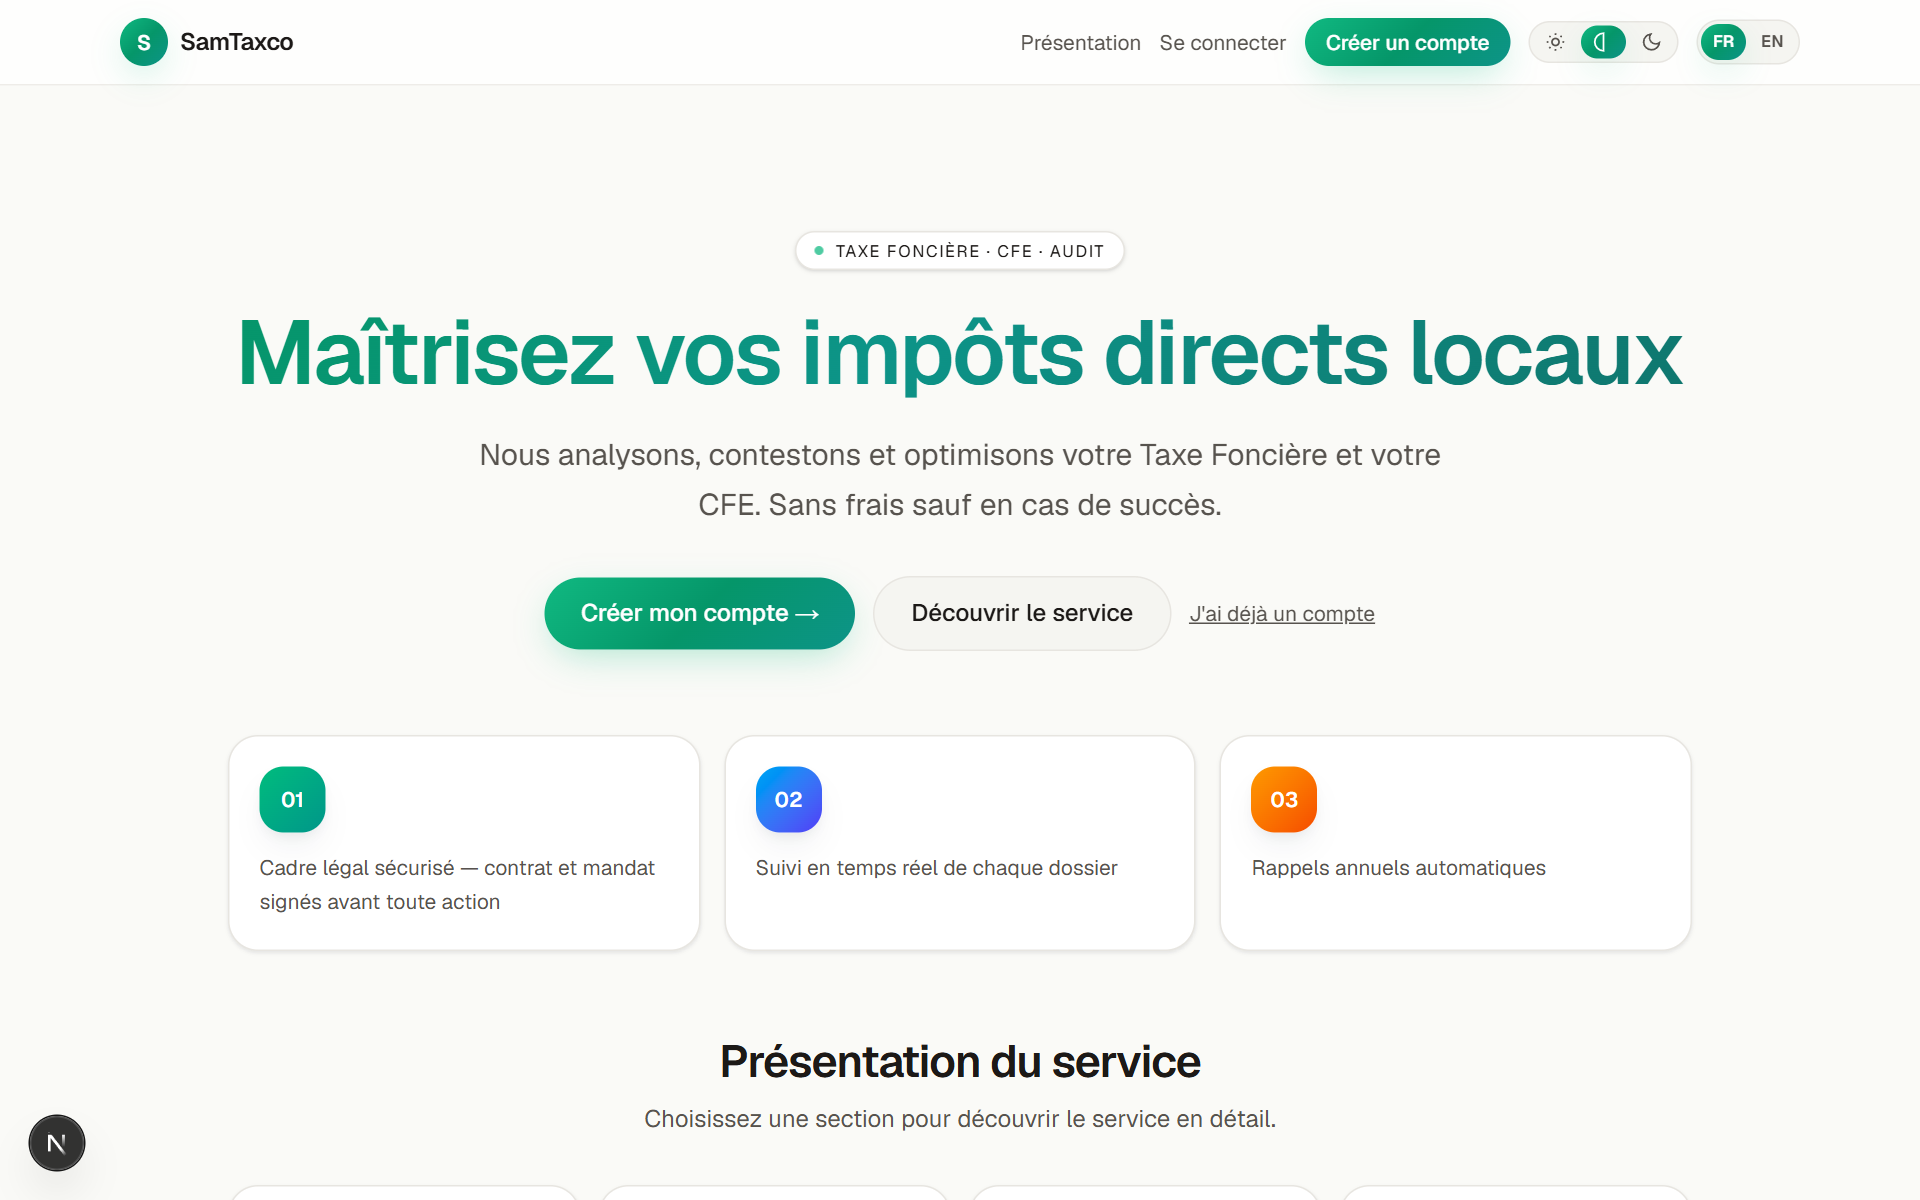 S SamTaxco Présentation Se connecter Créer un compte FR EN
TAXE FONCIÈRE · CFE · AUDIT
Maîtrisez vos impôts directs locaux
Nous analysons, contestons et optimisons votre Taxe Foncière et votre
CFE. Sans frais sauf en cas de succès.
Créer mon compte → Découvrir le service J'ai déjà un compte
01
Cadre légal sécurisé — contrat et mandat
signés avant toute action
02
Suivi en temps réel de chaque dossier
03
Rappels annuels automatiques
Présentation du service
Choisissez une section pour découvrir le service en détail.
N